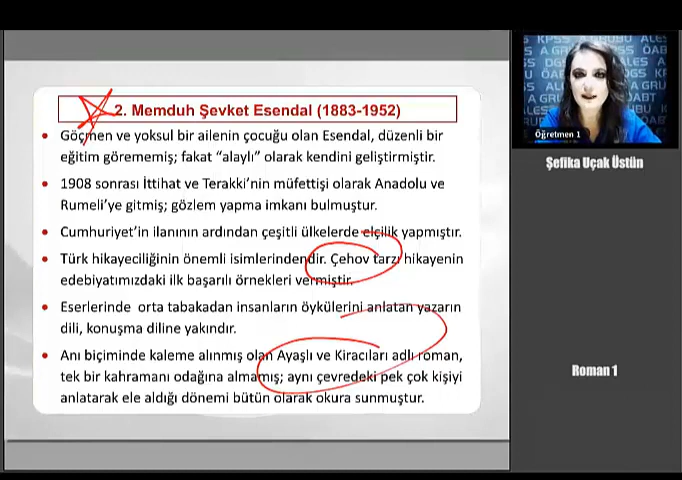 2. Memduh Şevket Esendal (1883-1952)
• Göçmen ve yoksul bir ailenin çocuğu olan Esendal, düzenli bir
eğitim görememiş; fakat “alaylı” olarak kendini geliştirmiştir.
• 1908 sonrası İttihat ve Terakki’nin müfettişi olarak Anadolu ve
Rumeli’ye gitmiş; gözlem yapma imkanı bulmuştur.
• Cumhuriyet’in ilanının ardından çeşitli ülkelerde elçilik yapmıştır.
• Türk hikayeciliğinin önemli isimlerindendir. Çehov tarzı hikayenin
edebiyatımızdaki ilk başarılı örnekleri vermiştir.
• Eserlerinde orta tabakadan insanların öykülerini anlatan yazarın
dili, konuşma diline yakındır.
• Anı biçiminde kaleme alınmış olan Ayaşlı ve Kiracıları adlı roman,
tek bir kahramanı odağına almamış; aynı çevredeki pek çok kişiyi
anlatarak ele aldığı dönemi bütün olarak okura sunmuştur.
Öğretmen 1
Şefika Uçak Üstün
Roman 1